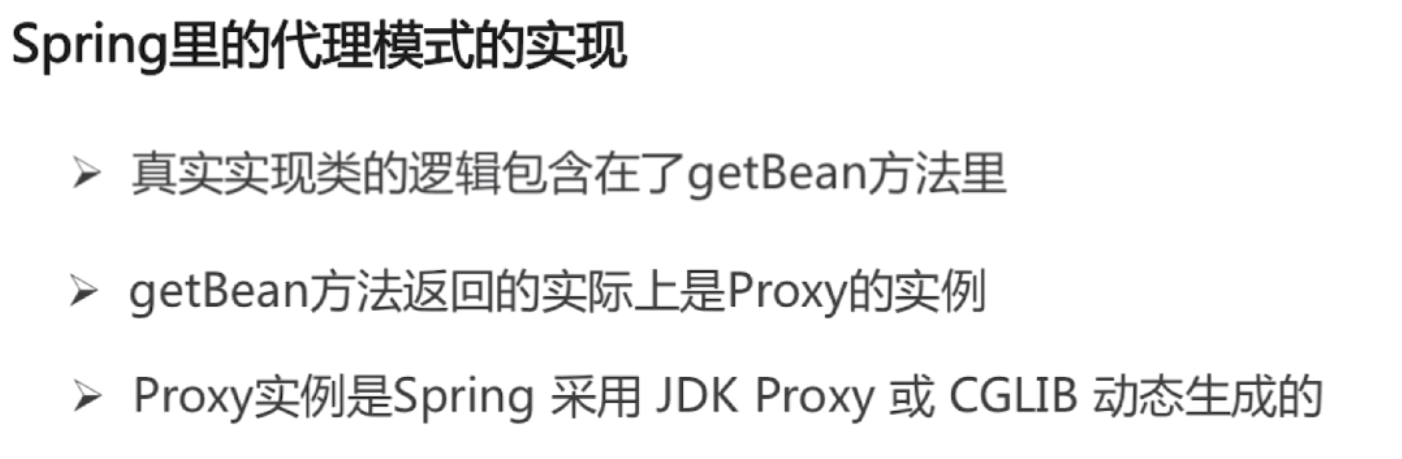 Spring里的代理模式的实现
➢ 真实实现类的逻辑包含在了getBean方法里
➢ getBean方法返回的实际上是Proxy的实例
➢ Proxy实例是Spring 采用 JDK Proxy 或 CGLIB 动态生成的